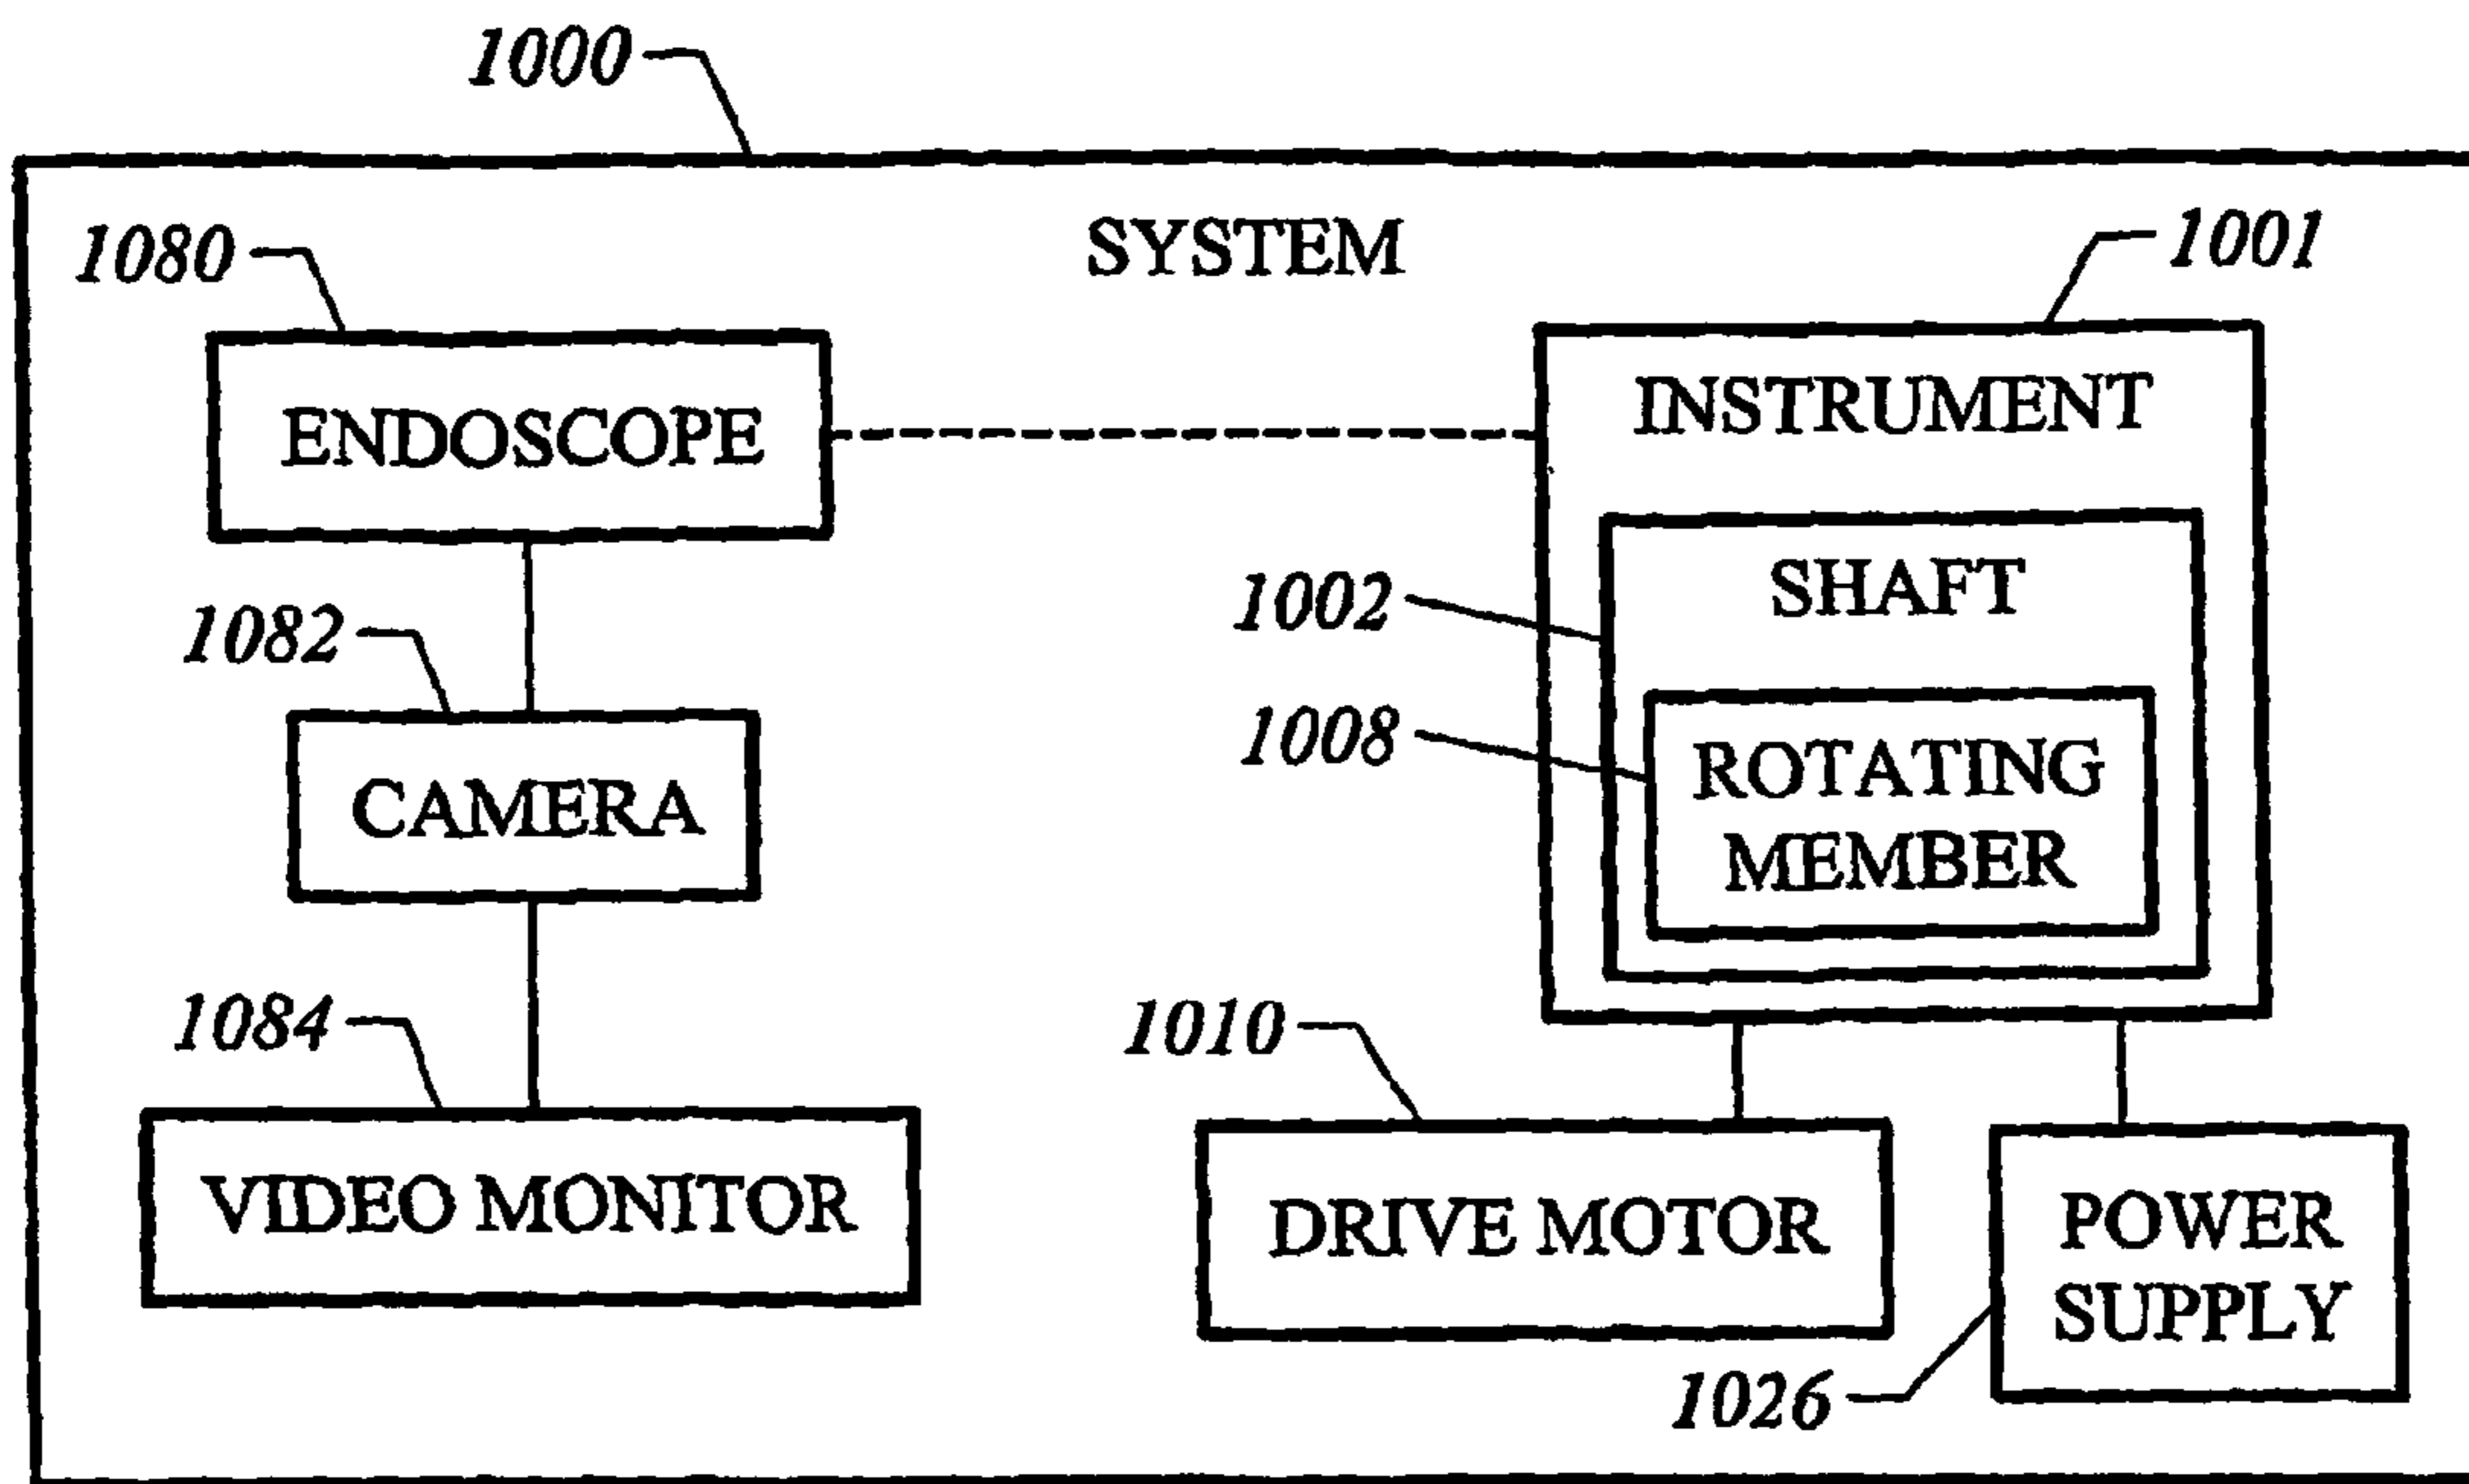 1000
SYSTEM
1080
1001
ENDOSCOPE
INSTRUMENT
1002
SHAFT
1082
1008
ROTATING
MEMBER
CAMERA
1084
1010
VIDEO MONITOR
DRIVE MOTOR
POWER
SUPPLY
1026